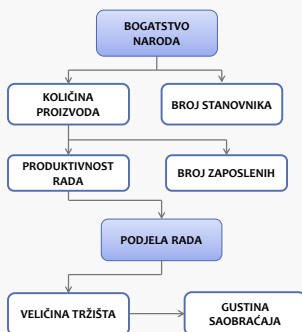 BOGATSTVO
NARODA
KOLIČINA
PROIZVODA
BROJ STANOVNIKA
PRODUKTIVNOST
RADA
BROJ ZAPOSLENIH
PODJELA RADA
VELIČINA TRŽIŠTA
GUSTINA
SAOBRAĆAJA